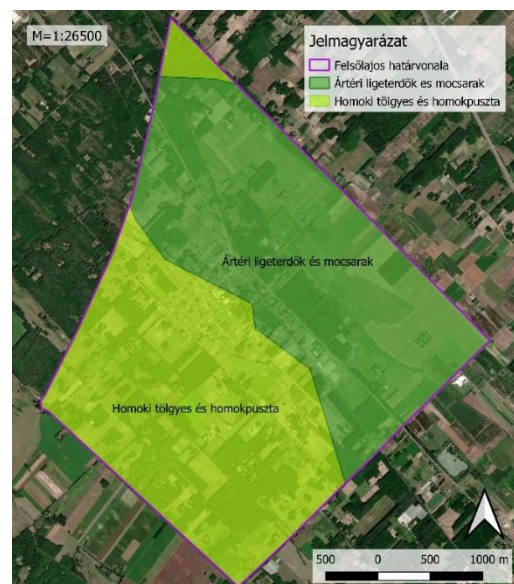 M=1:26500
Jelmagyarázat
Felsőlajos határvonala
Ártéri ligeterdők es mocsarak
Homoki tölgyes és homokpuszta
Ártéri ligeterdők és mocsarak
Homoki tölgyes és homokpuszta
500 0 500 1000 m